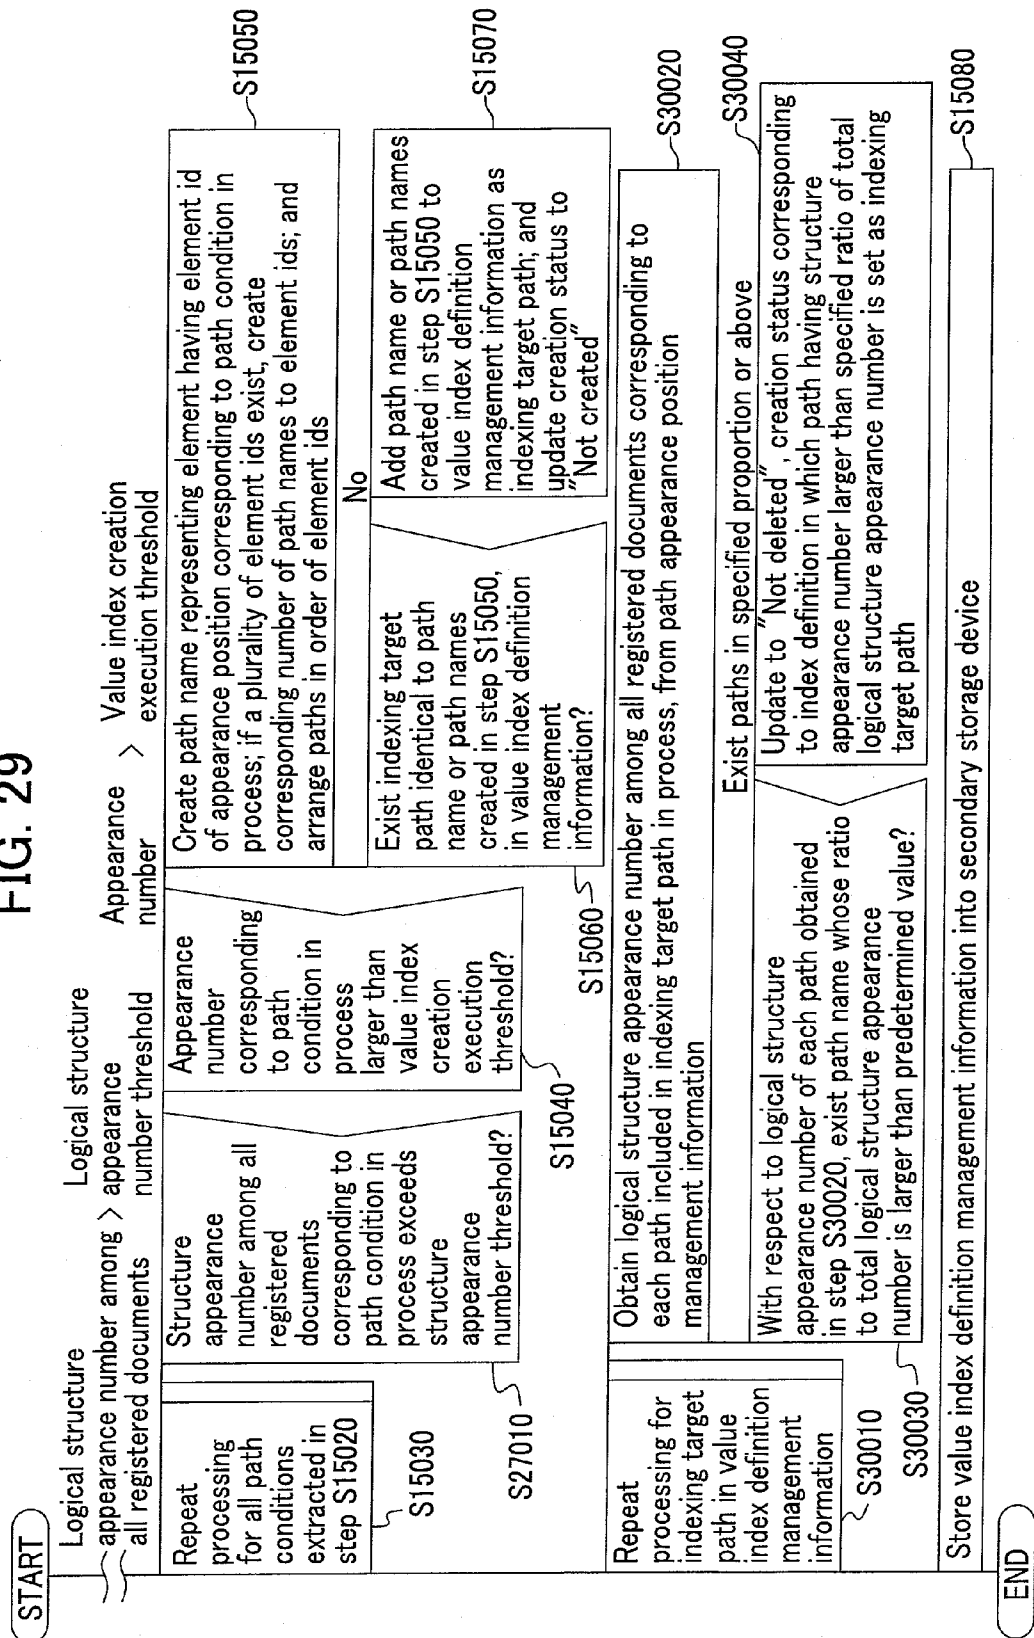 FIG. 29
START
Logical structure
appearance number among
all registered documents
>
Logical structure
appearance
number threshold
Appearance
number
>
Value index creation
execution threshold
Repeat
processing
for all path
conditions
extracted in
step S15020
S15030
Structure
appearance
number among all
registered
documents
corresponding to
path condition in
process exceeds
structure
appearance
number threshold?
S27010
Appearance
number
corresponding
to path
condition in
process
larger than
value index
creation
execution
threshold?
S15040
Create path name representing element having element id
of appearance position corresponding to path condition in
process; if a plurality of element ids exist, create
corresponding number of path names to element ids; and
arrange paths in order of element ids
S15050
Exist indexing target
path identical to path
name or path names
created in step S15050,
in value index definition
management
information?
S15060
No
Add path name or path names
created in step S15050 to
value index definition
management information as
indexing target path; and
update creation status to
"Not created"
S15070
Repeat
processing for
indexing target
path in value
index definition
management
information
S30010
Obtain logical structure appearance number among all registered documents corresponding to
each path included in indexing target path in process, from path appearance position
management information
S30020
With respect to logical structure
appearance number of each path obtained
in step S30020, exist path name whose ratio
to total logical structure appearance
number is larger than predetermined value?
S30030
Exist paths in specified proportion or above
Update to "Not deleted", creation status corresponding
to index definition in which path having structure
appearance number larger than specified ratio of total
logical structure appearance number is set as indexing
target path
S30040
Store value index definition management information into secondary storage device
S15080
END